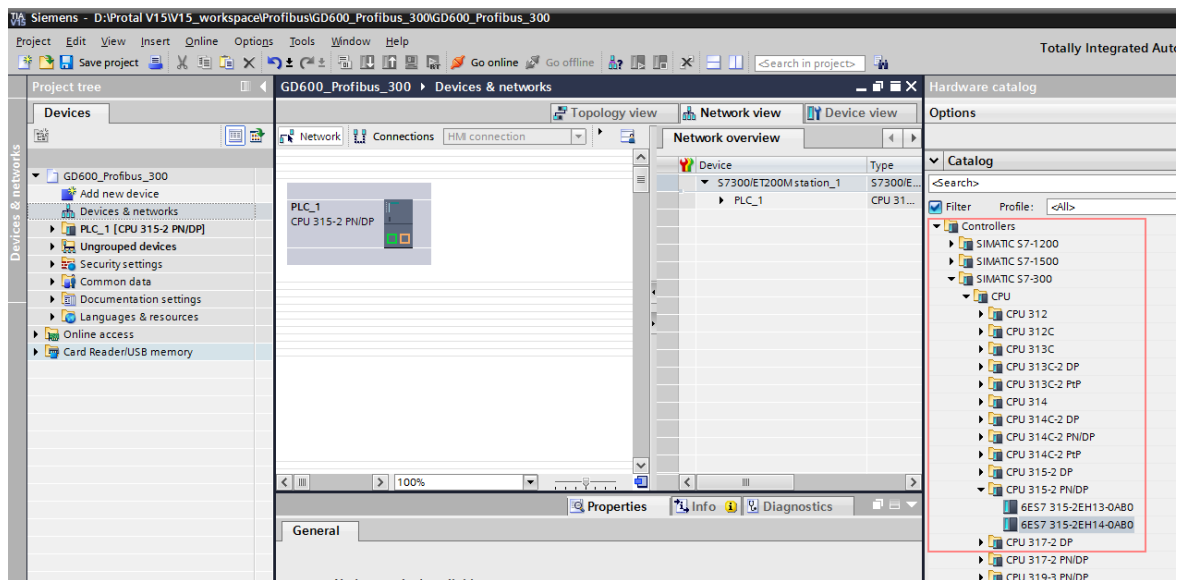 Siemens - D:\Protal V15\V15_workspace\Profibus\GD600_Profibus_300\GD600_Profibus_300
Project Edit View Insert Online Options Tools Window Help
Totally Integrated Auto
Save project
Go online
Go offline
<Search in project>
Project tree
GD600_Profibus_300
Devices & networks
Hardware catalog
Devices
Topology view
Network view
Device view
Options
Network
Connections
HMI connection
Network overview
Devices & networks
Catalog
<Search>
Filter
Profile:
<All>
GD600_Profibus_300
Add new device
Devices & networks
PLC_1 [CPU 315-2 PN/DP]
Ungrouped devices
Security settings
Common data
Documentation settings
Languages & resources
Online access
Card Reader/USB memory
PLC_1
CPU 315-2 PN/DP
Device
Type
S7300/ET200M station_1
S7300/E...
PLC_1
CPU 31...
Controllers
SIMATIC S7-1200
SIMATIC S7-1500
SIMATIC S7-300
CPU
CPU 312
CPU 312C
CPU 313C
CPU 313C-2 DP
CPU 313C-2 PtP
CPU 314
CPU 314C-2 DP
CPU 314C-2 PN/DP
CPU 314C-2 PtP
CPU 315-2 DP
CPU 315-2 PN/DP
6ES7 315-2EH13-0AB0
6ES7 315-2EH14-0AB0
CPU 317-2 DP
CPU 317-2 PN/DP
CPU 319-3 PN/DP
100%
Properties
Info
Diagnostics
General